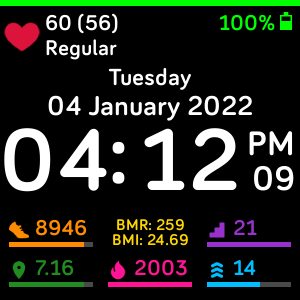 60 (56) 100%
Regular
Tuesday
04 January 2022
04:12 PM 09
8946 BMR: 259 21
BMI: 24.69
7.16 2003 14